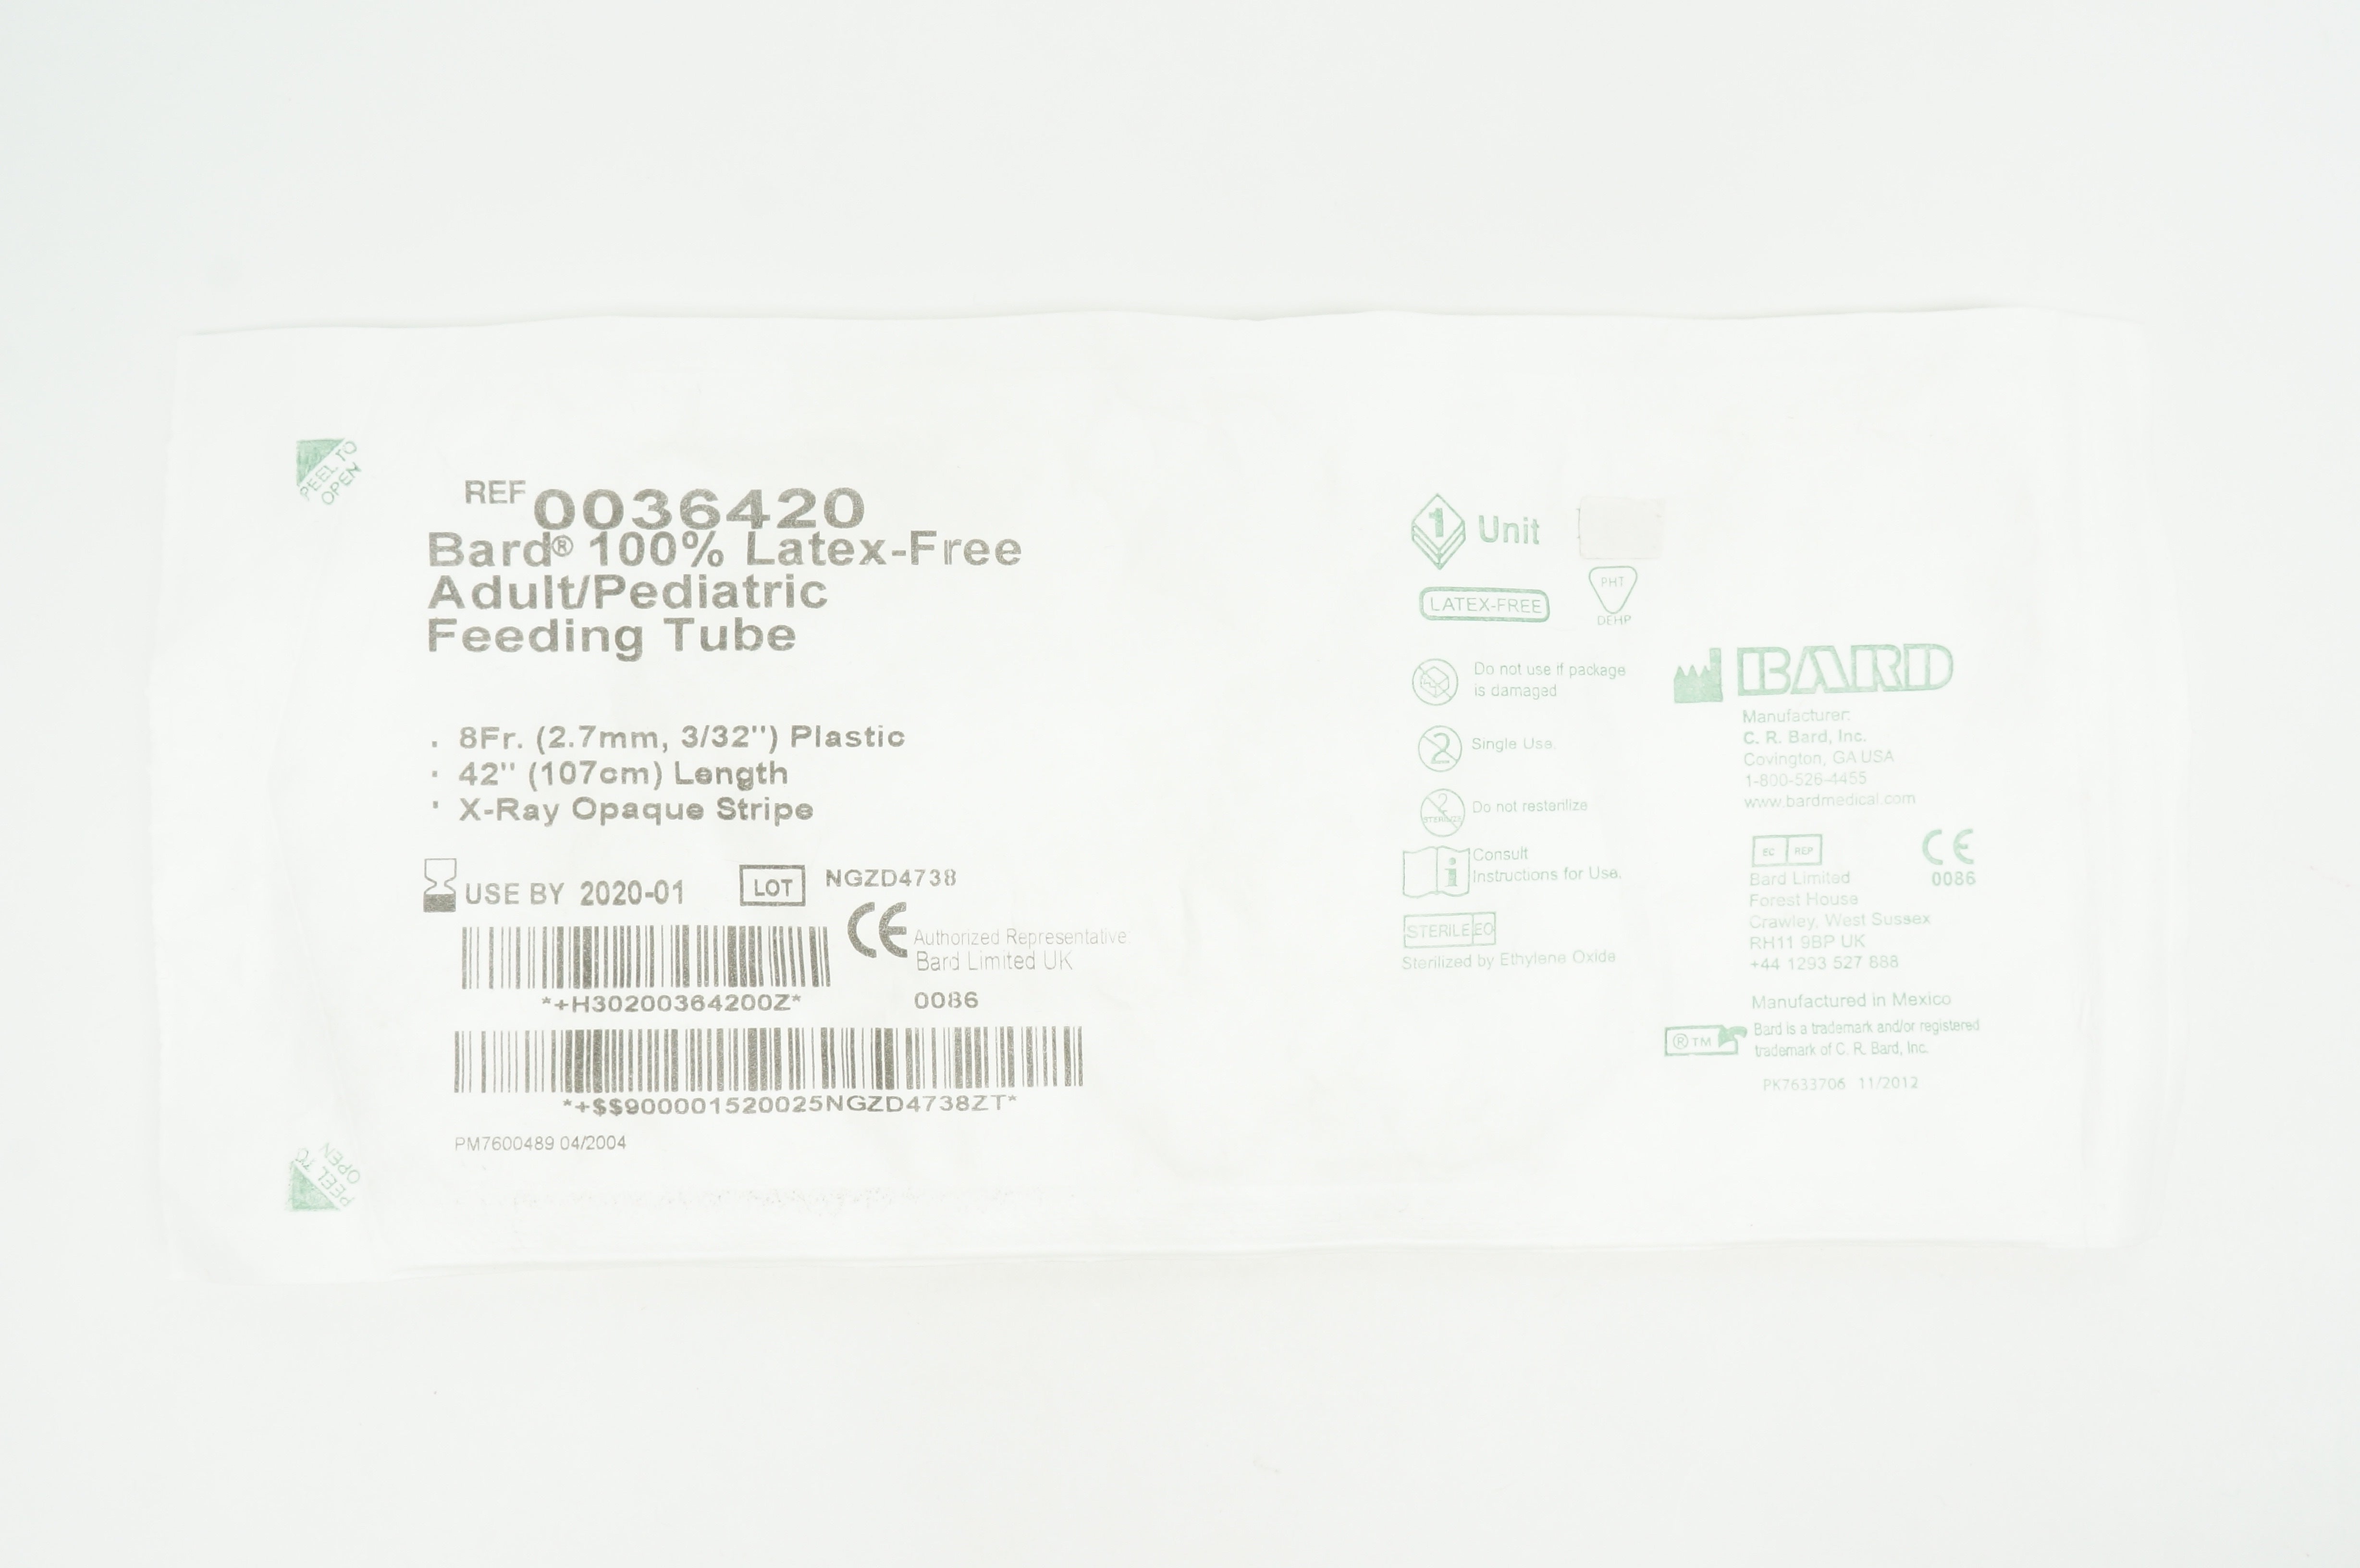 PEEL TO
OPEN
REF 0036420
Bard® 100% Latex-Free
Adult/Pediatric
Feeding Tube
· 8Fr. (2.7mm, 3/32") Plastic
· 42" (107cm) Length
· X-Ray Opaque Stripe
USE BY 2020-01
LOT NGZD4738
CE Authorized Representative
Bard Limited UK
0086
*+H30200364200Z*
*+$$900001520025NGZD4738ZT*
PM7600489 04/2004
PEEL TO
OPEN
1 Unit
LATEX-FREE
PHT
DEHP
Do not use if package
is damaged
2 Single Use.
2
STERILIZE
Do not resterilize
i
Consult
Instructions for Use.
STERILE EO
Sterilized by Ethylene Oxide
BARD
Manufacturer:
C. R. Bard, Inc.
Covington, GA USA
1-800-526-4455
www.bardmedical.com
EC REP
CE
0086
Bard Limited
Forest House
Crawley, West Sussex
RH11 9BP UK
+44 1293 527 888
Manufactured in Mexico
® TM
Bard is a trademark and/or registered
trademark of C. R. Bard, Inc.
PK7633706 11/2012